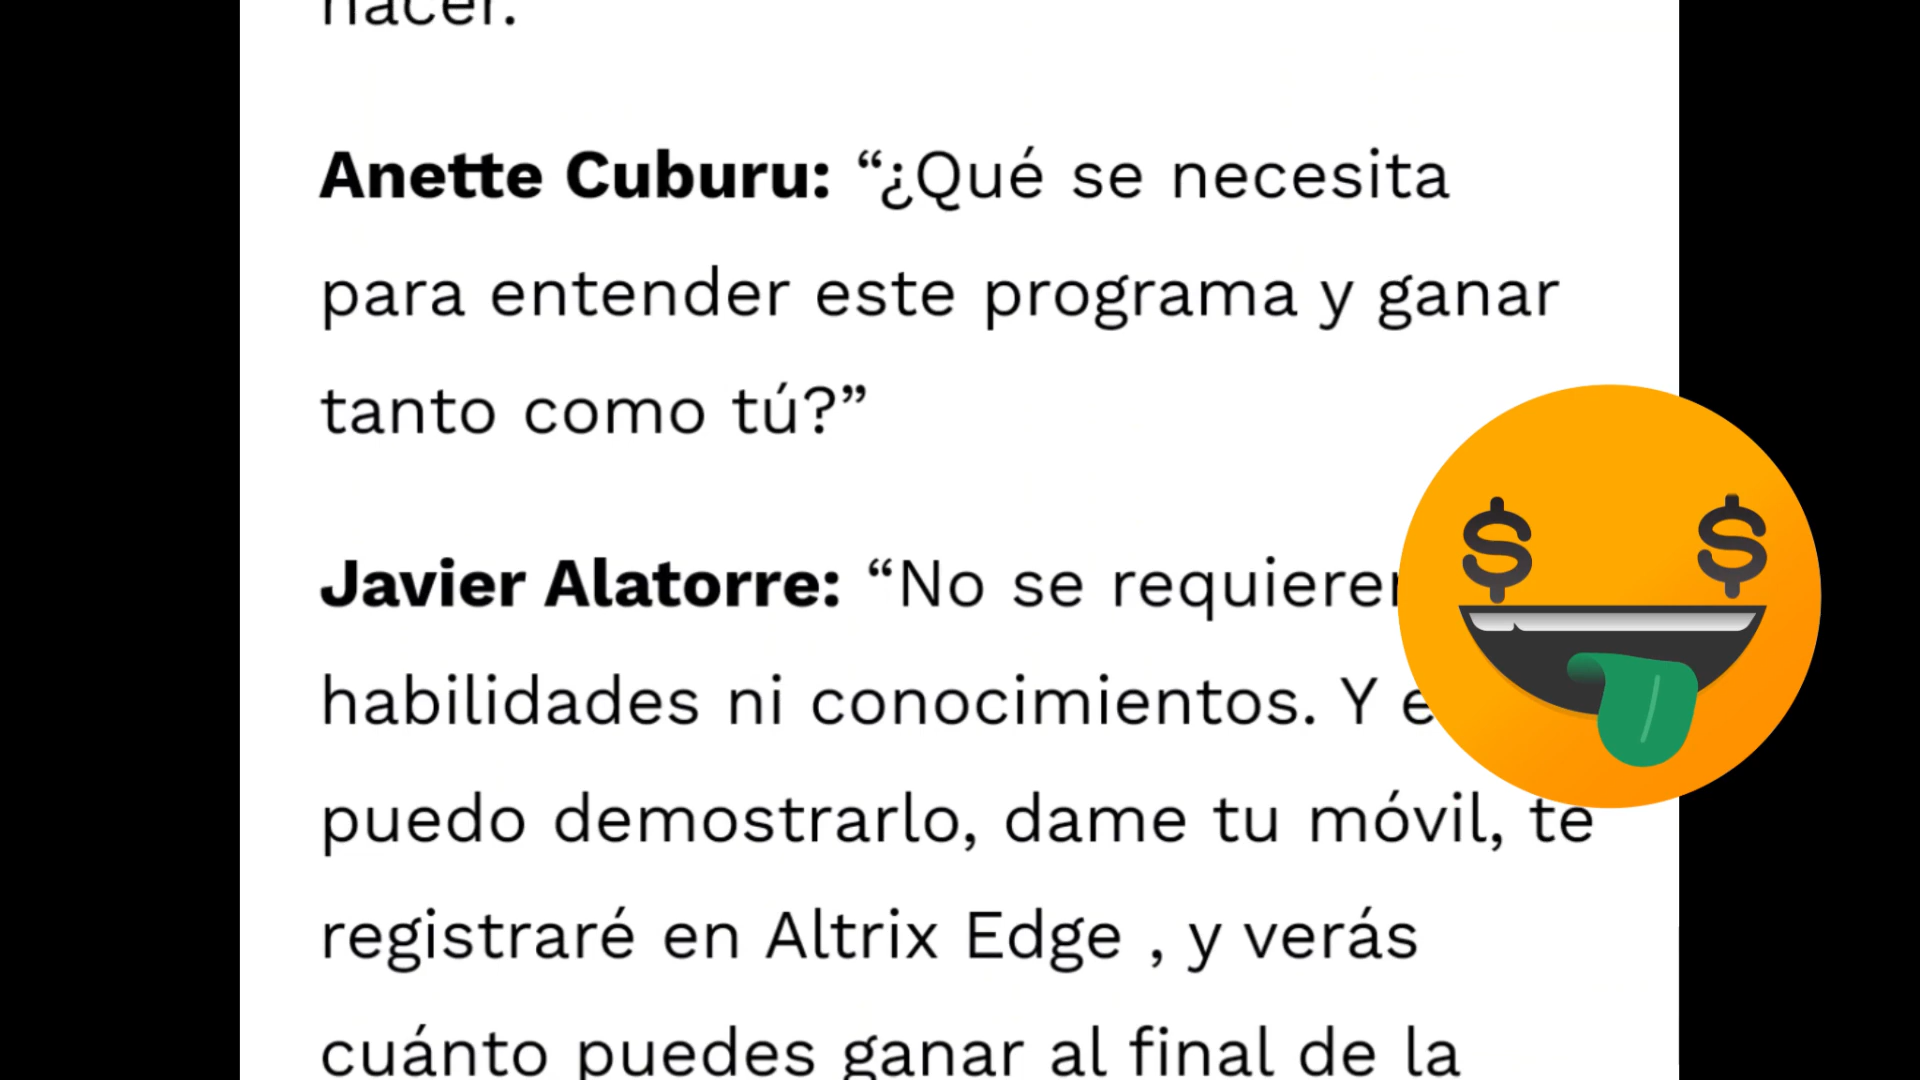 hacer.
Anette Cuburu: “¿Qué se necesita
para entender este programa y ganar
tanto como tú?”
Javier Alatorre: “No se
habilidades ni conocimientos. Y
puedo demostrarlo, dame tu móvil, te
registraré en Altrix Edge , y verás
cuánto puedes ganar al final de la